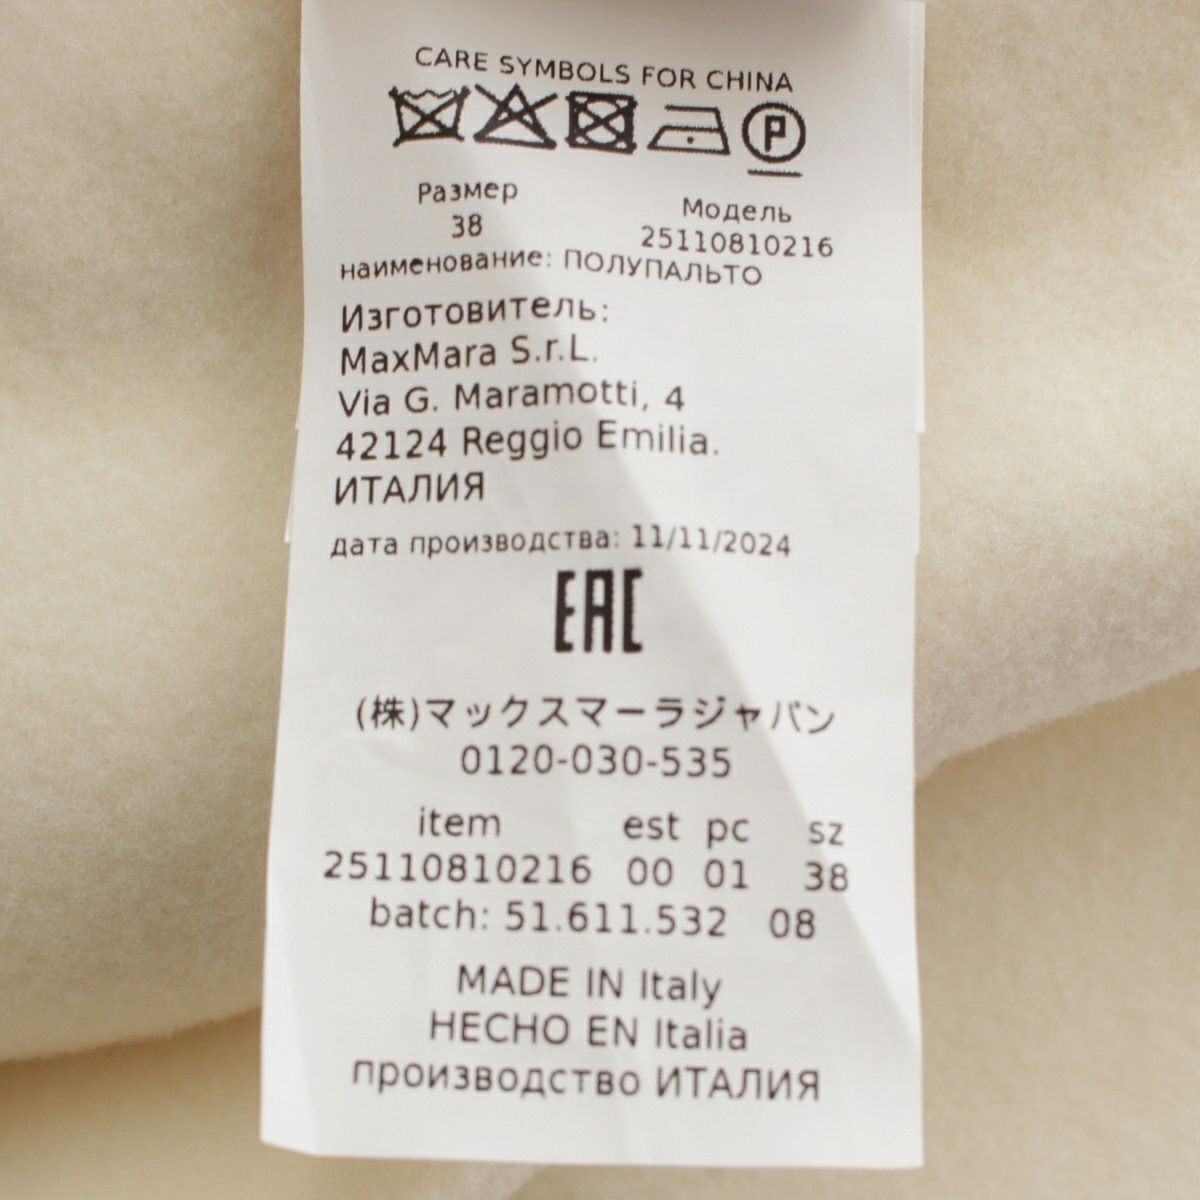 CARE SYMBOLS FOR CHINA
P
Размер Модель
38 25110810216
наименование: ПОЛУПАЛЬТО
Изготовитель:
MaxMara S.r.L.
Via G. Maramotti, 4
42124 Reggio Emilia.
ИТАЛИЯ
дата производства: 11/11/2024
EAC
(株)マックスマーラジャパン
0120-030-535
item est pc sz
25110810216 00 01 38
batch: 51.611.532 08
MADE IN Italy
HECHO EN Italia
производство ИТАЛИЯ